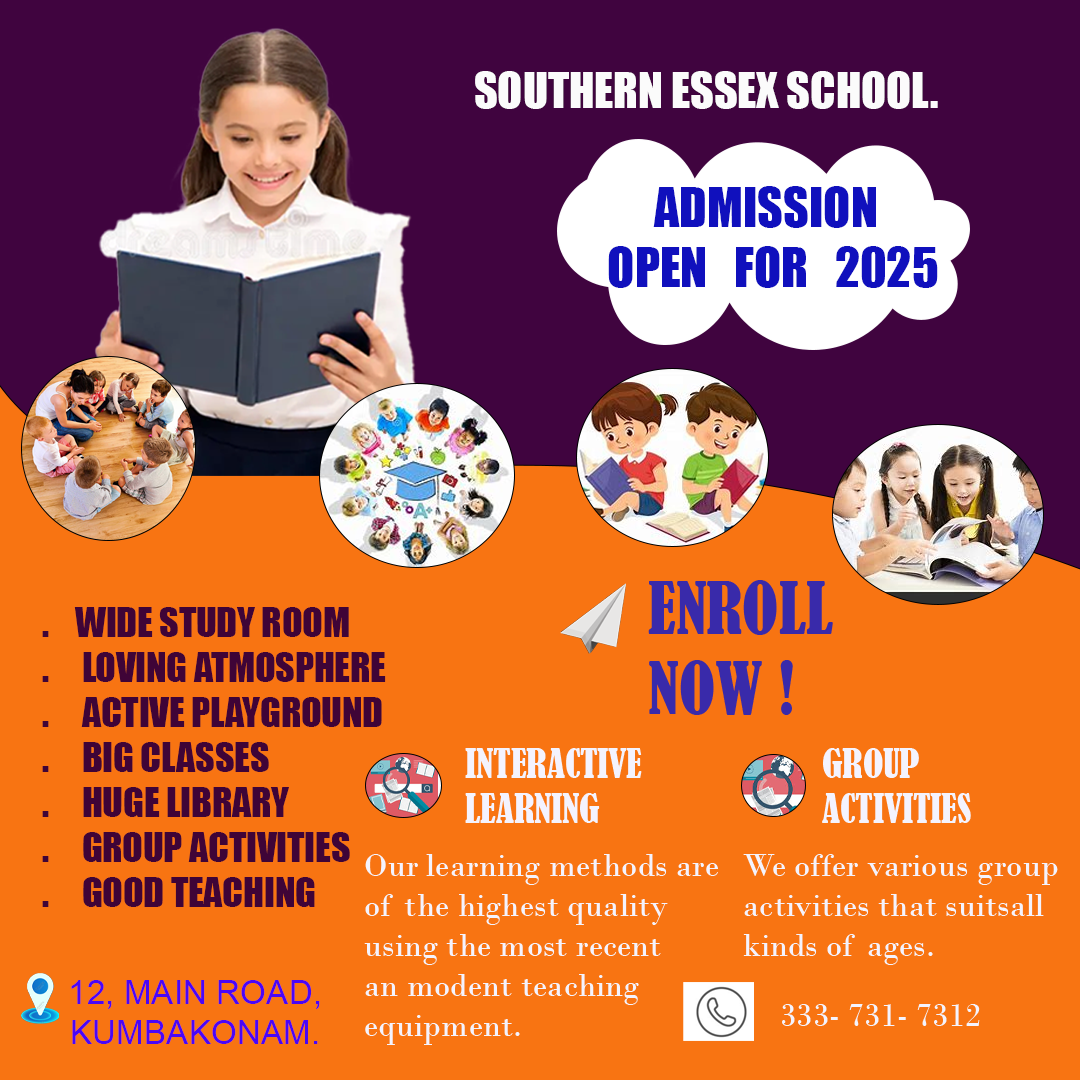 SOUTHERN ESSEX SCHOOL.
ADMISSION
OPEN FOR 2025
dreamstime
ENROLL
NOW !
. WIDE STUDY ROOM
. LOVING ATMOSPHERE
. ACTIVE PLAYGROUND
. BIG CLASSES
. HUGE LIBRARY
. GROUP ACTIVITIES
. GOOD TEACHING
INTERACTIVE
LEARNING
Our learning methods are
of the highest quality
using the most recent
an modent teaching
equipment.
GROUP
ACTIVITIES
We offer various group
activities that suitsall
kinds of ages.
12, MAIN ROAD,
KUMBAKONAM.
333- 731- 7312